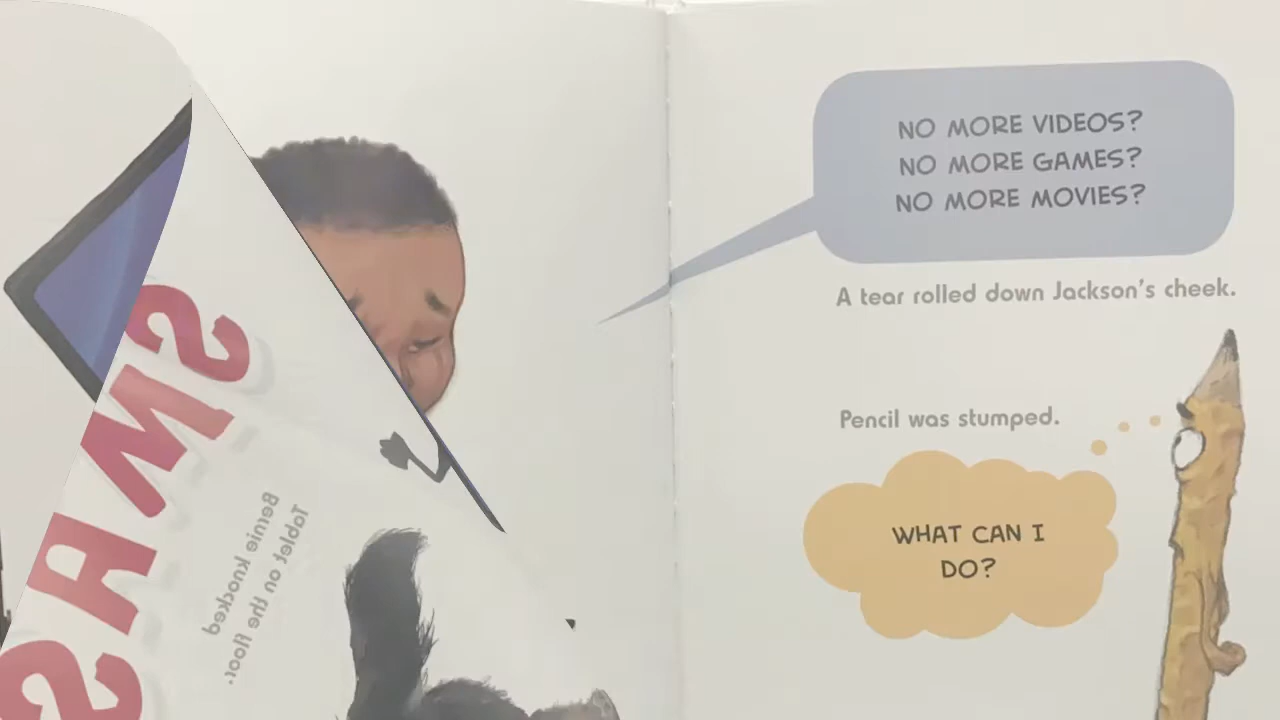 SMAS
Bernie knocked
Tablet on the floor.
NO MORE VIDEOS?
NO MORE GAMES?
NO MORE MOVIES?
A tear rolled down Jackson's cheek.
Pencil was stumped.
WHAT CAN I
DO?